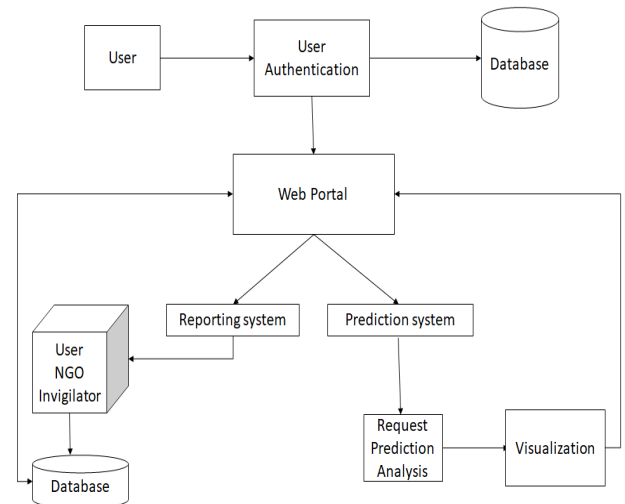 User
User
Authentication
Database
Web Portal
Reporting system
Prediction system
User
NGO
Invigilator
Request
Prediction
Analysis
Visualization
Database